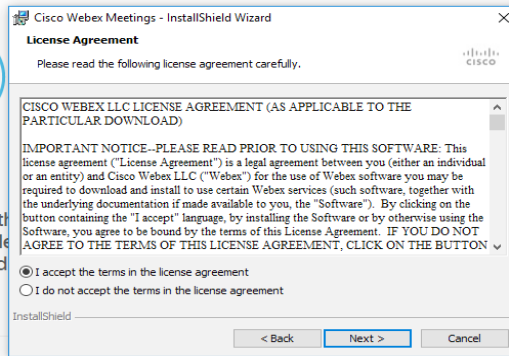 Cisco Webex Meetings - InstallShield Wizard
License Agreement
Please read the following license agreement carefully.
CISCO
CISCO WEBEX LLC LICENSE AGREEMENT (AS APPLICABLE TO THE
PARTICULAR DOWNLOAD)
IMPORTANT NOTICE--PLEASE READ PRIOR TO USING THIS SOFTWARE: This
license agreement ("License Agreement") is a legal agreement between you (either an individual
or an entity) and Cisco Webex LLC ("Webex") for the use of Webex software you may be
required to download and install to use certain Webex services (such software, together with
the underlying documentation if made available to you, the "Software"). By clicking on the
button containing the "I accept" language, by installing the Software or by otherwise using the
Software, you agree to be bound by the terms of this License Agreement. IF YOU DO NOT
AGREE TO THE TERMS OF THIS LICENSE AGREEMENT, CLICK ON THE BUTTON
I accept the terms in the license agreement
I do not accept the terms in the license agreement
InstallShield
< Back
Next >
Cancel